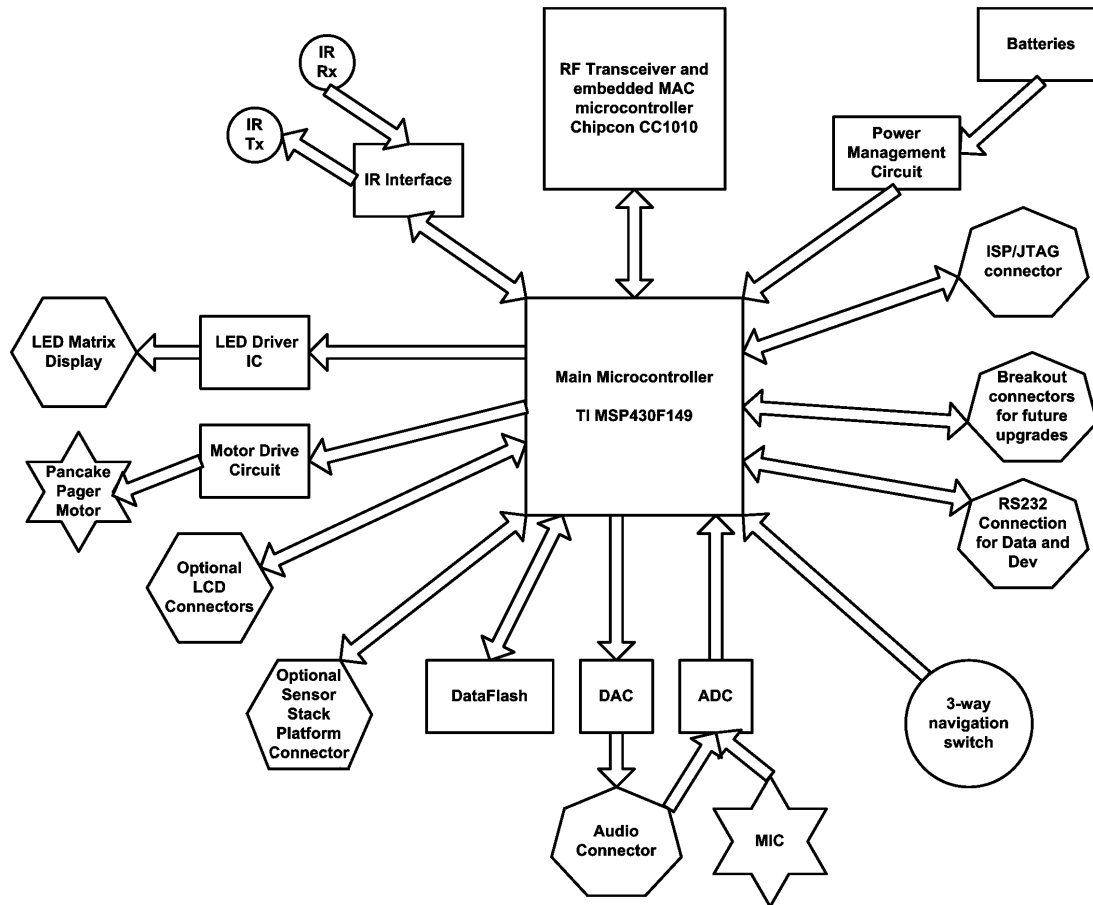 IR
Rx
IR
Tx
IR Interface
RF Transceiver and
embedded MAC
microcontroller
Chipcon CC1010
Batteries
Power
Management
Circuit
ISP/JTAG
connector
LED Matrix
Display
LED Driver
IC
Main Microcontroller
TI MSP430F149
Breakout
connectors
for future
upgrades
Pancake
Pager
Motor
Motor Drive
Circuit
RS232
Connection
for Data and
Dev
Optional
LCD
Connectors
Optional
Sensor
Stack
Platform
Connector
DataFlash
DAC
ADC
3-way
navigation
switch
Audio
Connector
MIC